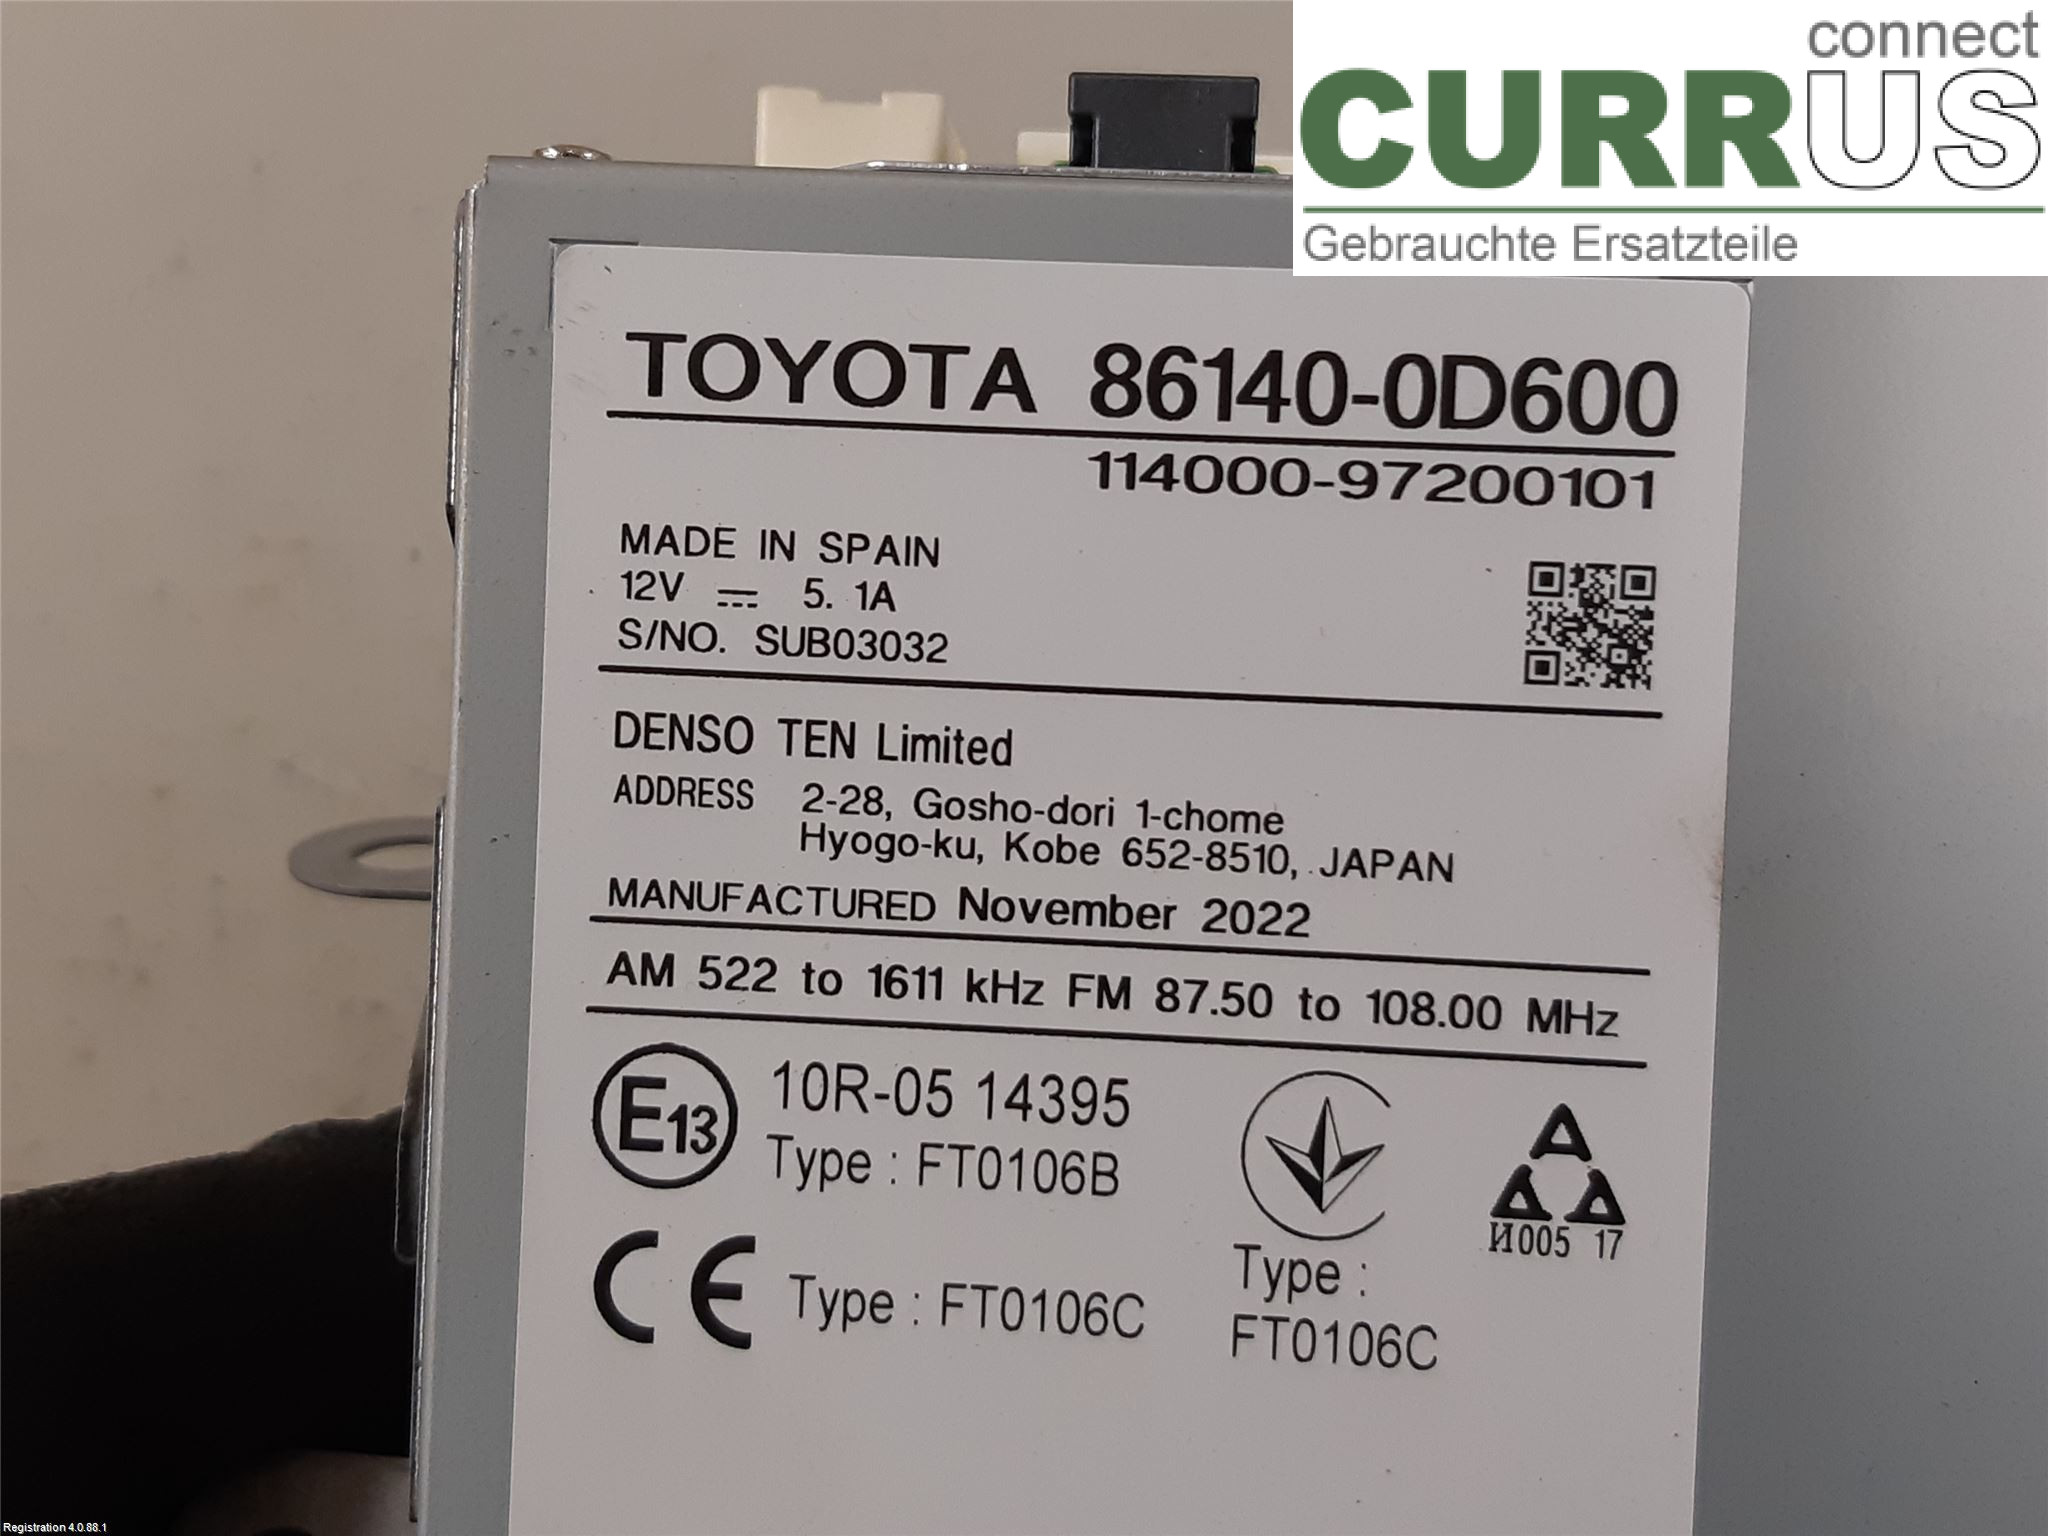 connect
CURRUS
Gebrauchte Ersatzteile
TOYOTA 86140-0D600
114000-97200101
MADE IN SPAIN
12V 5. 1A
S/NO. SUB03032
DENSO TEN Limited
ADDRESS 2-28, Gosho-dori 1-chome
Hyogo-ku, Kobe 652-8510, JAPAN
MANUFACTURED November 2022
AM 522 to 1611 kHz FM 87.50 to 108.00 MHz
E13 10R-05 14395
Type : FT0106B
CE Type : FT0106C
Type :
FT0106C
A
A A
И005 17
Registration 4.0.88.1